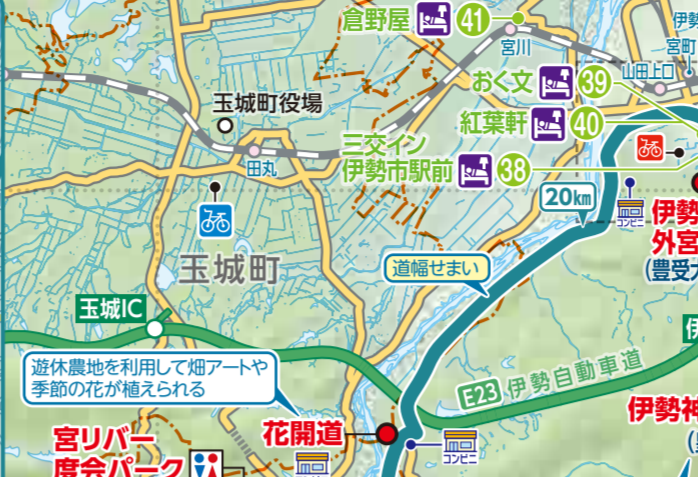 倉野屋 41
宮川
伊勢
宮町
山田上口
おく文 39
紅葉軒 40
玉城町役場
三交イン
伊勢市駅前 38
田丸
20km
コンビニ
伊勢
外宮
(豊受大
玉城町
道幅せまい
玉城IC
遊休農地を利用して畑アートや
季節の花が植えられる
E23 伊勢自動車道
伊勢神
花開道
コンビニ
宮リバー
度会パーク